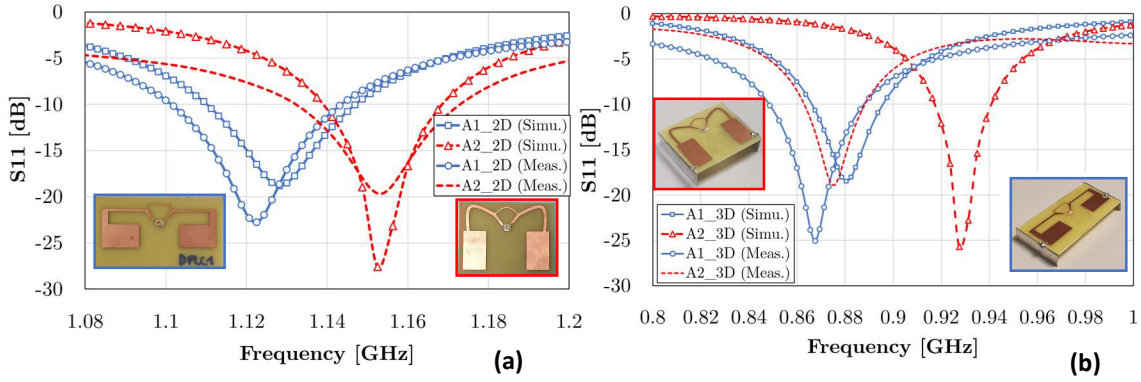 0
-5
-10
-15
-20
-25
-30
S11 [dB]
A1_2D (Simu.)
A2_2D (Simu.)
A1_2D (Meas.)
A2_2D (Meas.)
DPLC1
1.08
1.1
1.12
1.14
1.16
1.18
1.2
Frequency [GHz]
(a)
0
-5
-10
-15
-20
-25
-30
S11 [dB]
A1_3D (Simu.)
A2_3D (Simu.)
A1_3D (Meas.)
A2_3D (Meas.)
0.8
0.82
0.84
0.86
0.88
0.9
0.92
0.94
0.96
0.98
1
Frequency [GHz]
(b)